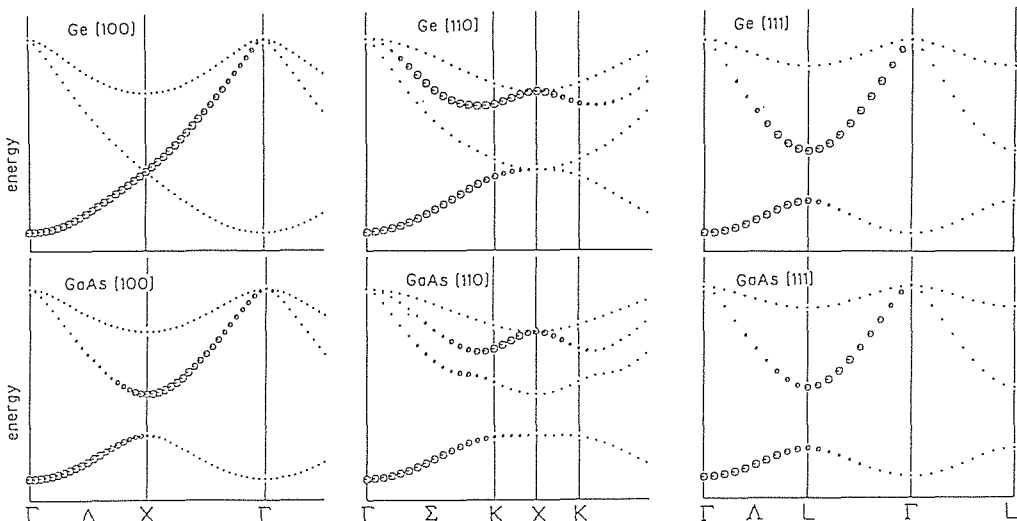 Ge [100]
Ge [110]
Ge [111]
energy
GaAs [100]
GaAs [110]
GaAs [111]
energy
Γ Δ X Γ
Γ Σ K X K
Γ Λ L Γ L